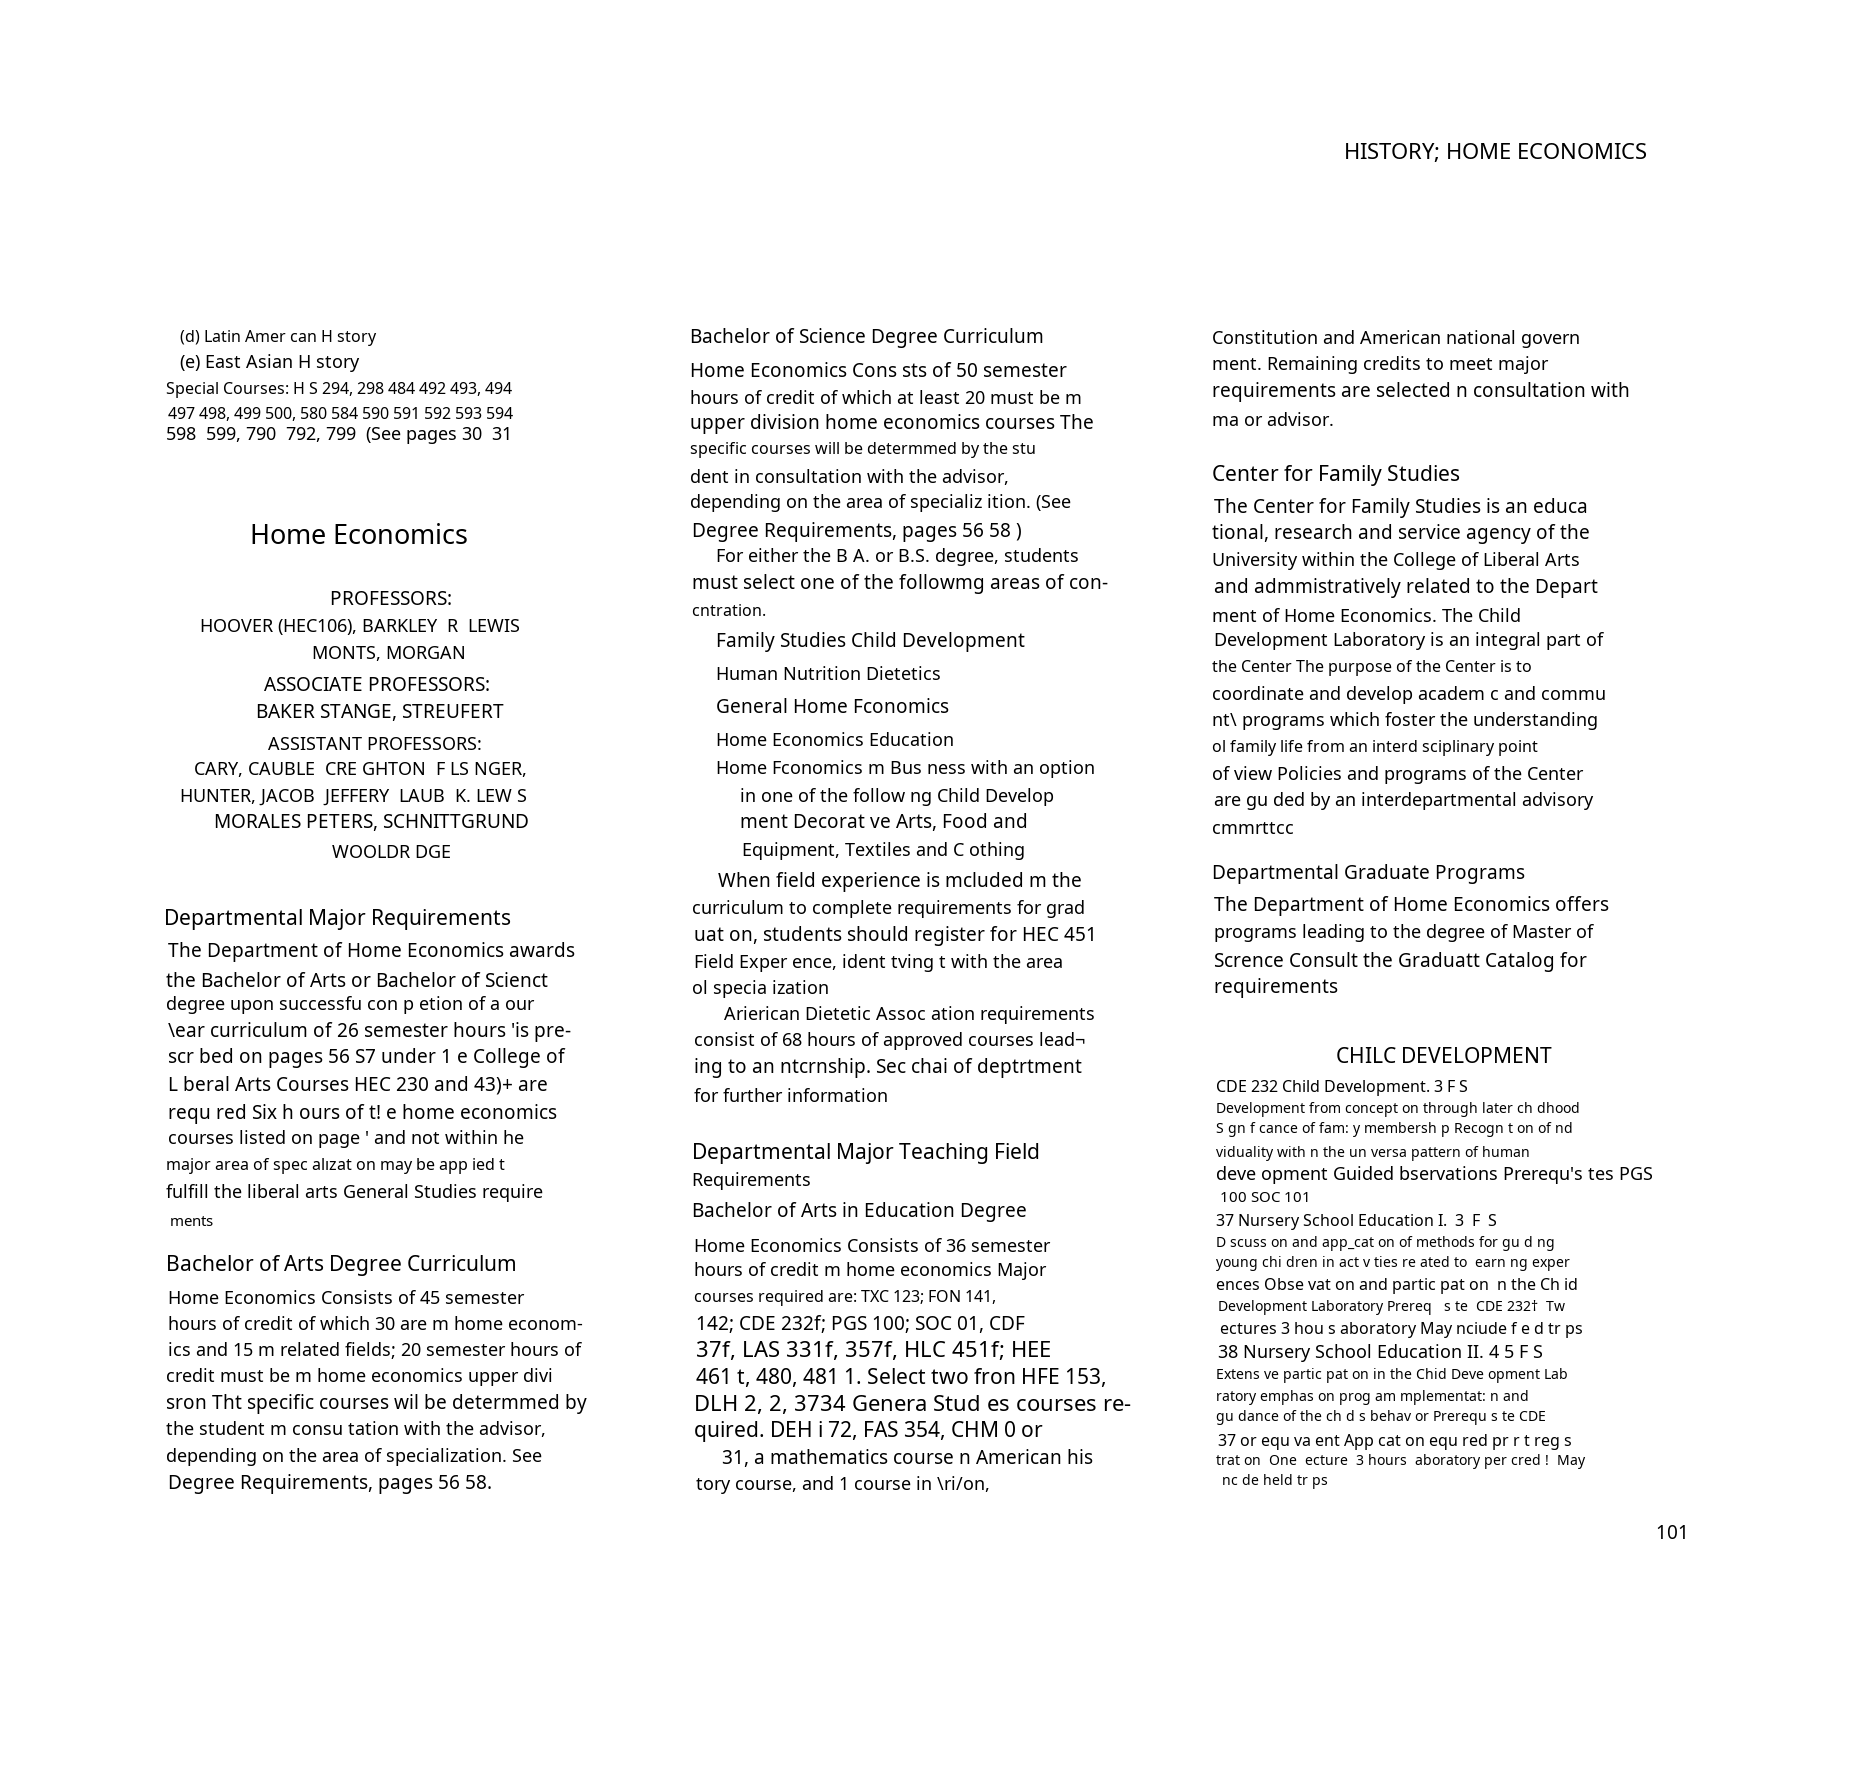 HISTORY; HOME ECONOMICS
(d) Latin Amer can H story
(e) East Asian H story
Special Courses: H S 294, 298 484 492 493, 494
497 498, 499 500, 580 584 590 591 592 593 594
598 599, 790 792, 799 (See pages 30 31
Home Economics
PROFESSORS:
HOOVER (HEC106), BARKLEY R LEWIS
MONTS, MORGAN
ASSOCIATE PROFESSORS:
BAKER STANGE, STREUFERT
ASSISTANT PROFESSORS:
CARY, CAUBLE CRE GHTON F LS NGER,
HUNTER, JACOB JEFFERY LAUB K. LEW S
MORALES PETERS, SCHNITTGRUND
WOOLDR DGE
Departmental Major Requirements
The Department of Home Economics awards
the Bachelor of Arts or Bachelor of Scienct
degree upon successfu con p etion of a our
\ear curriculum of 26 semester hours 'is pre-
scr bed on pages 56 S7 under 1 e College of
L beral Arts Courses HEC 230 and 43)+ are
requ red Six h ours of t! e home economics
courses listed on page ' and not within he
major area of spec alızat on may be app ied t
fulfill the liberal arts General Studies require
ments
Bachelor of Arts Degree Curriculum
Home Economics Consists of 45 semester
hours of credit of which 30 are m home econom-
ics and 15 m related fields; 20 semester hours of
credit must be m home economics upper divi
sron Tht specific courses wil be determmed by
the student m consu tation with the advisor,
depending on the area of specialization. See
Degree Requirements, pages 56 58.
Bachelor of Science Degree Curriculum
Home Economics Cons sts of 50 semester
hours of credit of which at least 20 must be m
upper division home economics courses The
specific courses will be determmed by the stu
dent in consultation with the advisor,
depending on the area of specializ ition. (See
Degree Requirements, pages 56 58 )
For either the B A. or B.S. degree, students
must select one of the followmg areas of con-
cntration.
Family Studies Child Development
Human Nutrition Dietetics
General Home Fconomics
Home Economics Education
Home Fconomics m Bus ness with an option
in one of the follow ng Child Develop
ment Decorat ve Arts, Food and
Equipment, Textiles and C othing
When field experience is mcluded m the
curriculum to complete requirements for grad
uat on, students should register for HEC 451
Field Exper ence, ident tving t with the area
ol specia ization
Arierican Dietetic Assoc ation requirements
consist of 68 hours of approved courses lead¬
ing to an ntcrnship. Sec chai of deptrtment
for further information
Departmental Major Teaching Field
Requirements
Bachelor of Arts in Education Degree
Home Economics Consists of 36 semester
hours of credit m home economics Major
courses required are: TXC 123; FON 141,
142; CDE 232f; PGS 100; SOC 01, CDF
37f, LAS 331f, 357f, HLC 451f; HEE
461 t, 480, 481 1. Select two fron HFE 153,
DLH 2, 2, 3734 Genera Stud es courses re-
quired. DEH i 72, FAS 354, CHM 0 or
31, a mathematics course n American his
tory course, and 1 course in \ri/on,
Constitution and American national govern
ment. Remaining credits to meet major
requirements are selected n consultation with
ma or advisor.
Center for Family Studies
The Center for Family Studies is an educa
tional, research and service agency of the
University within the College of Liberal Arts
and admmistratively related to the Depart
ment of Home Economics. The Child
Development Laboratory is an integral part of
the Center The purpose of the Center is to
coordinate and develop academ c and commu
nt\ programs which foster the understanding
ol family life from an interd sciplinary point
of view Policies and programs of the Center
are gu ded by an interdepartmental advisory
cmmrttcc
Departmental Graduate Programs
The Department of Home Economics offers
programs leading to the degree of Master of
Scrence Consult the Graduatt Catalog for
requirements
CHILC DEVELOPMENT
CDE 232 Child Development. 3 F S
Development from concept on through later ch dhood
S gn f cance of fam: y membersh p Recogn t on of nd
viduality with n the un versa pattern of human
deve opment Guided bservations Prerequ's tes PGS
100 SOC 101
37 Nursery School Education I. 3 F S
D scuss on and app_cat on of methods for gu d ng
young chi dren in act v ties re ated to earn ng exper
ences Obse vat on and partic pat on n the Ch id
Development Laboratory Prereq s te CDE 232† Tw
ectures 3 hou s aboratory May nciude f e d tr ps
38 Nursery School Education II. 4 5 F S
Extens ve partic pat on in the Chid Deve opment Lab
ratory emphas on prog am mplementat: n and
gu dance of the ch d s behav or Prerequ s te CDE
37 or equ va ent App cat on equ red pr r t reg s
trat on One ecture 3 hours aboratory per cred ! May
nc de held tr ps
101